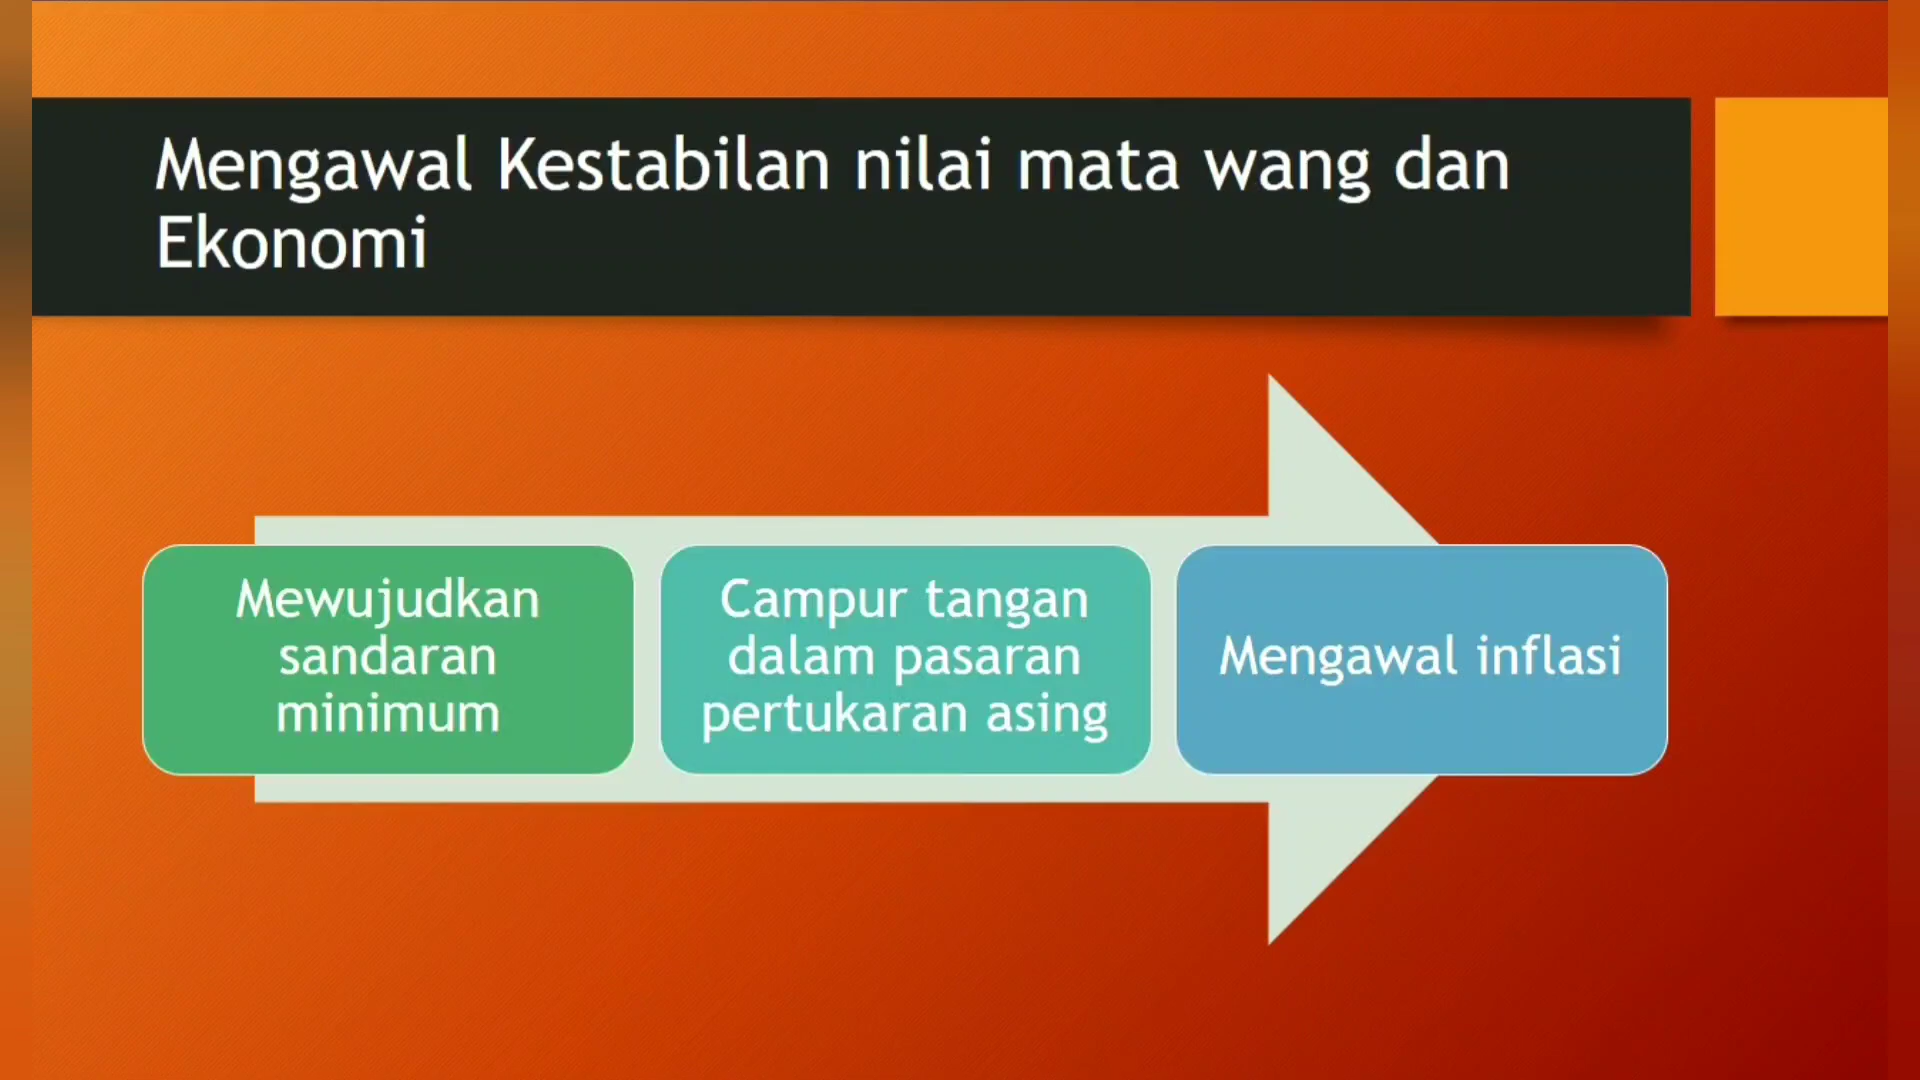 Mengawal Kestabilan nilai mata wang dan
Ekonomi
Mewujudkan
sandaran
minimum
Campur tangan
dalam pasaran
pertukaran asing
Mengawal inflasi